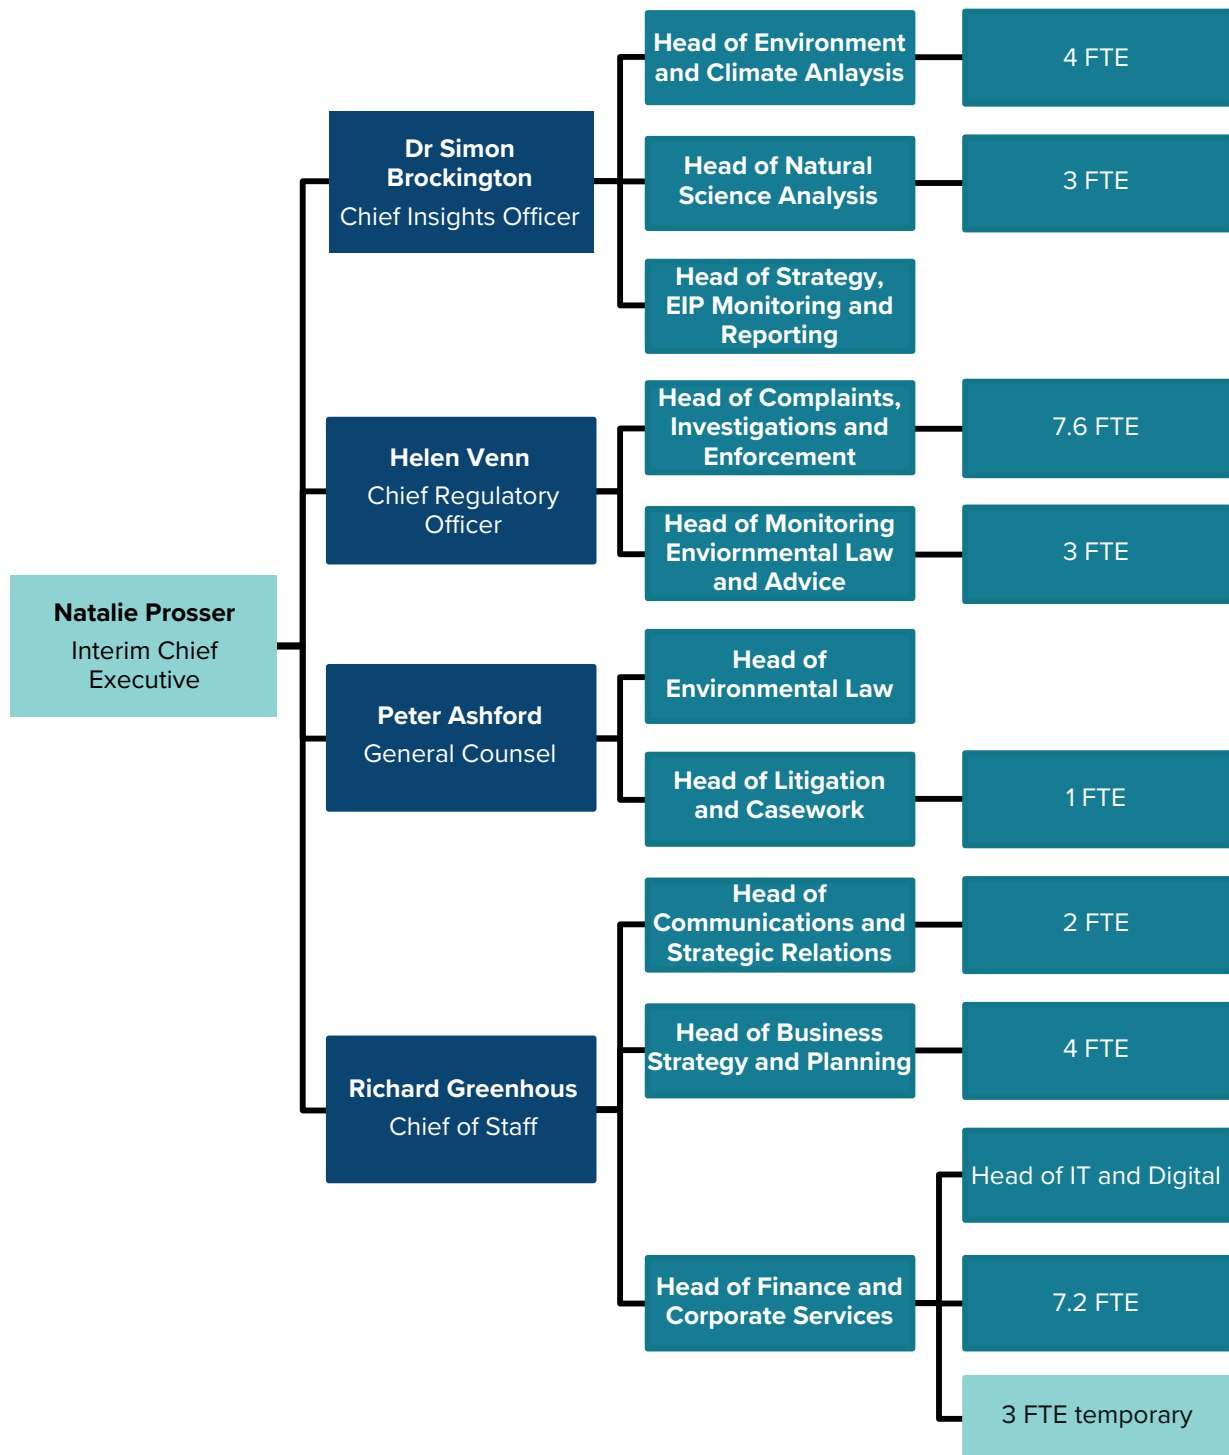 Natalie Prosser
Interim Chief
Executive
Dr Simon
Brockington
Chief Insights Officer
Head of Environment
and Climate Anlaysis
4 FTE
Head of Natural
Science Analysis
3 FTE
Head of Strategy,
EIP Monitoring and
Reporting
Helen Venn
Chief Regulatory
Officer
Head of Complaints,
Investigations and
Enforcement
7.6 FTE
Head of Monitoring
Enviornmental Law
and Advice
3 FTE
Peter Ashford
General Counsel
Head of
Environmental Law
Head of Litigation
and Casework
1 FTE
Richard Greenhous
Chief of Staff
Head of
Communications and
Strategic Relations
2 FTE
Head of Business
Strategy and Planning
4 FTE
Head of Finance and
Corporate Services
Head of IT and Digital
7.2 FTE
3 FTE temporary